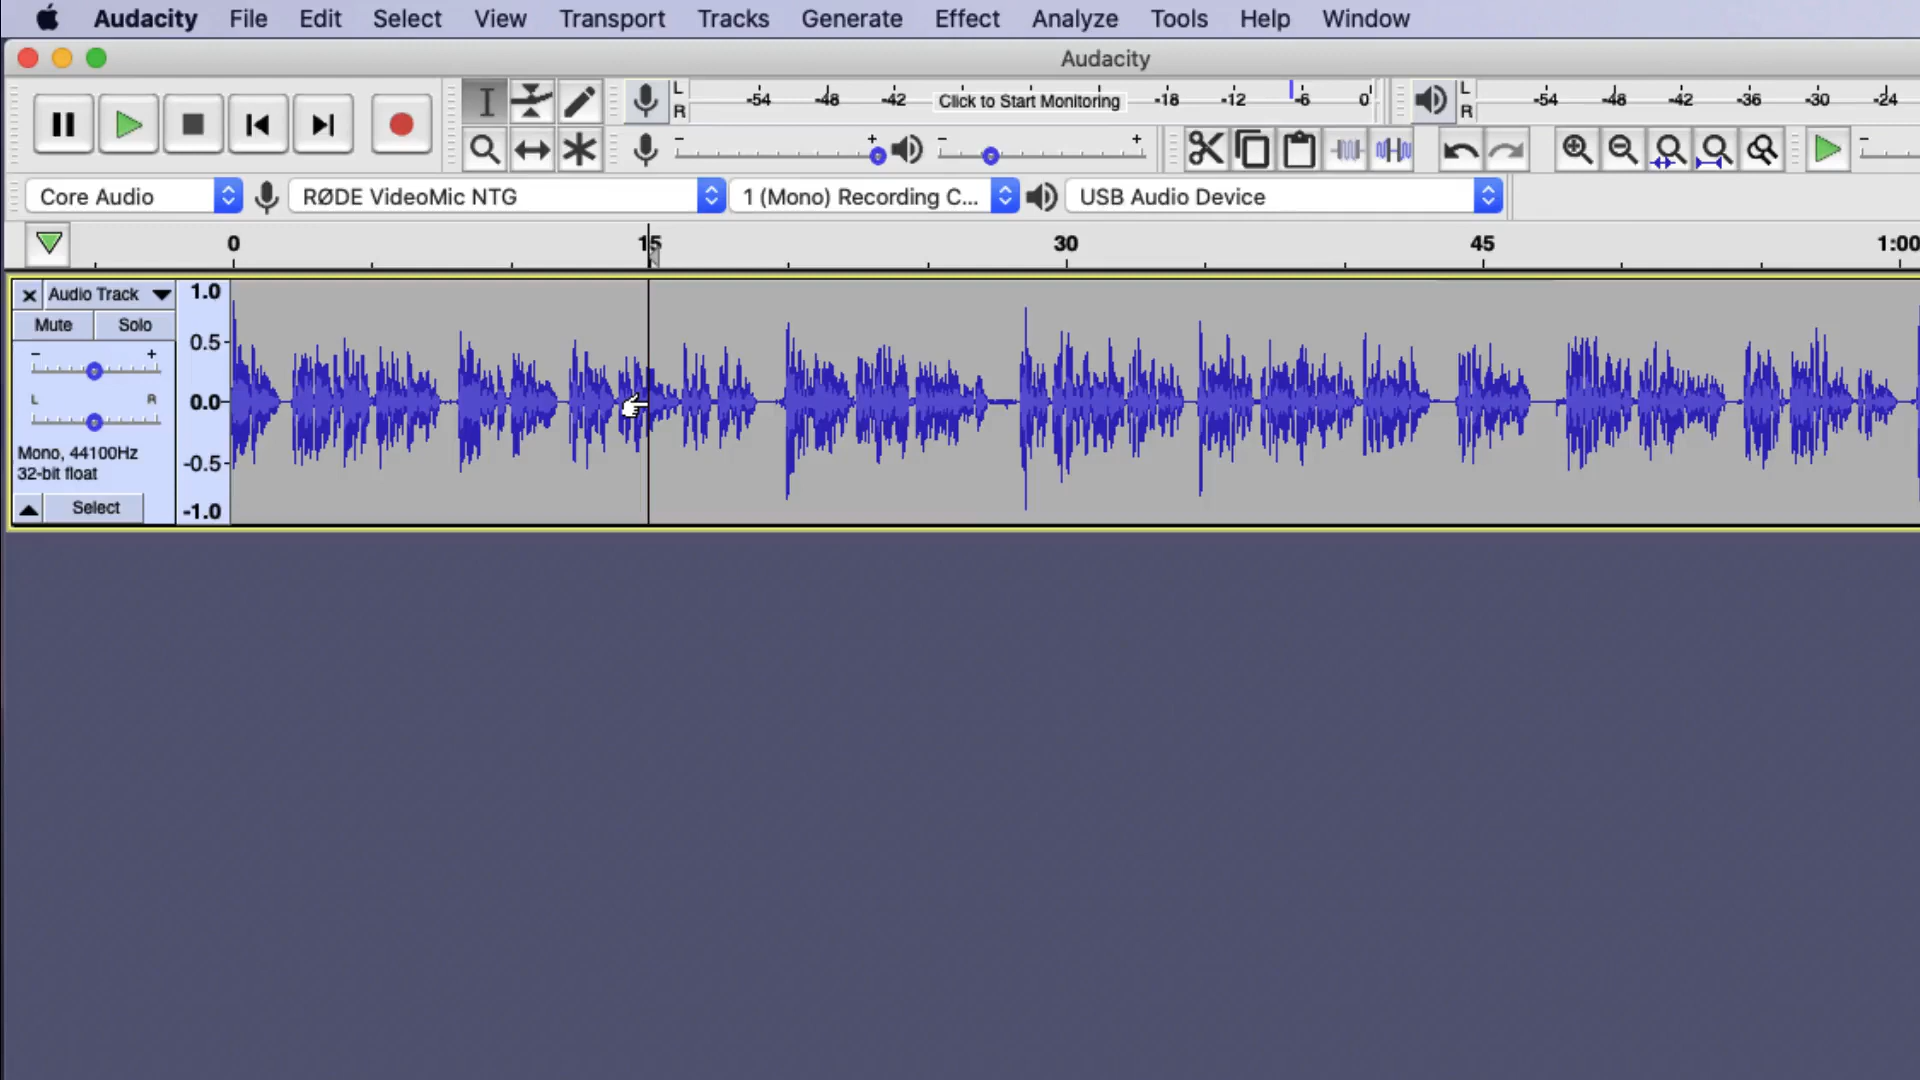 Audacity File Edit Select View Transport Tracks Generate Effect Analyze Tools Help Window
Audacity
L
R
-54 -48 -42 Click to Start Monitoring -18 -12 -6 0
L
R
-54 -48 -42 -36 -30 -24
- + - + -
Core Audio RØDE VideoMic NTG 1 (Mono) Recording C... USB Audio Device
0 15 30 45 1:00
× Audio Track
Mute Solo
- +
L R
Mono, 44100Hz
32-bit float
Select
1.0
0.5
0.0
-0.5
-1.0